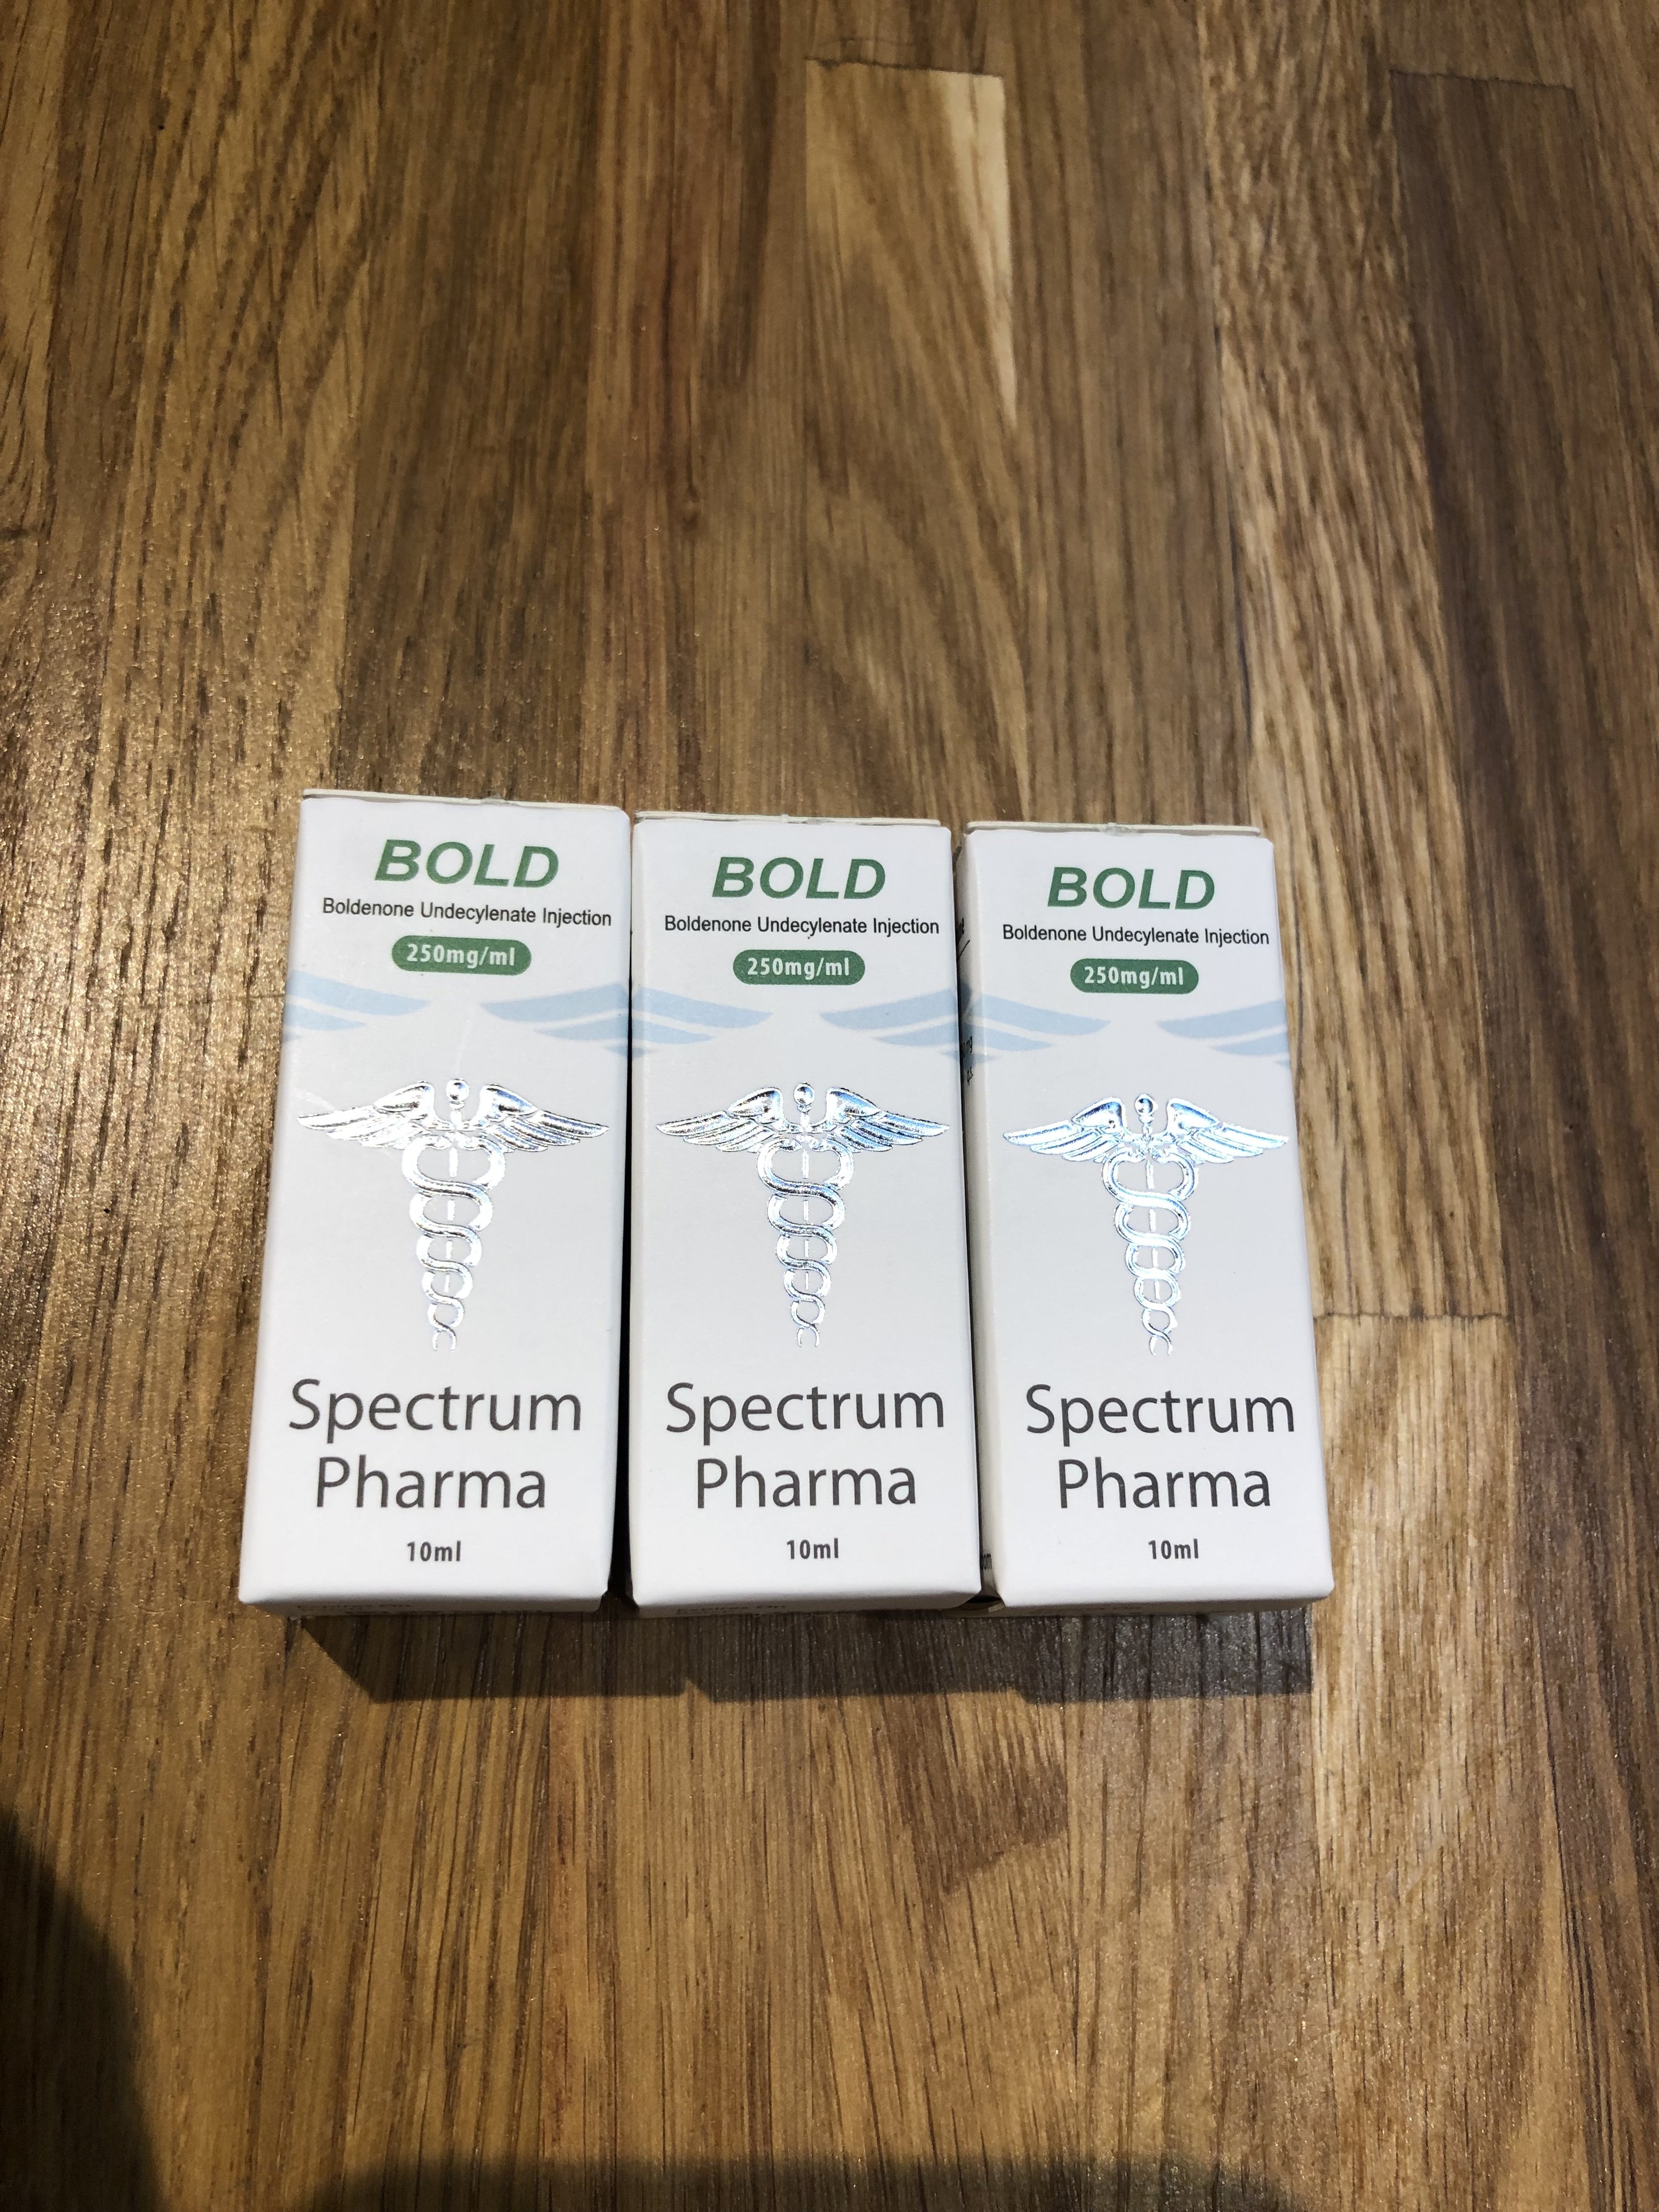 BOLD
Boldenone Undecylenate Injection
250mg/ml
Spectrum
Pharma
10ml
BOLD
Boldenone Undecylenate Injection
250mg/ml
Spectrum
Pharma
10ml
BOLD
Boldenone Undecylenate Injection
250mg/ml
Spectrum
Pharma
10ml